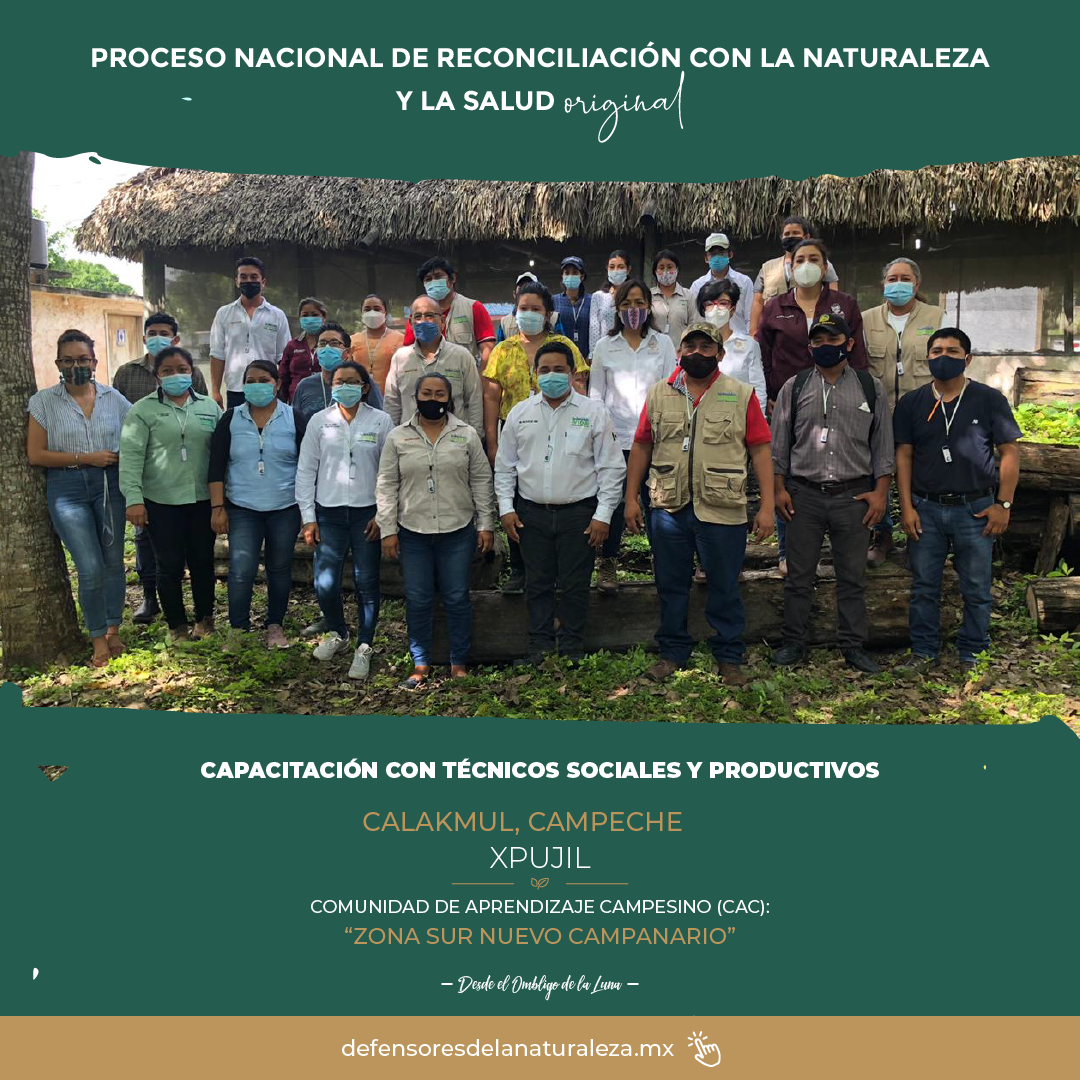 PROCESO NACIONAL DE RECONCILIACIÓN CON LA NATURALEZA
Y LA SALUD original
CAPACITACIÓN CON TÉCNICOS SOCIALES Y PRODUCTIVOS
CALAKMUL, CAMPECHE
XPUJIL
COMUNIDAD DE APRENDIZAJE CAMPESINO (CAC):
“ZONA SUR NUEVO CAMPANARIO”
— Desde el Ombligo de la Luna —
defensoresdelanaturaleza.mx